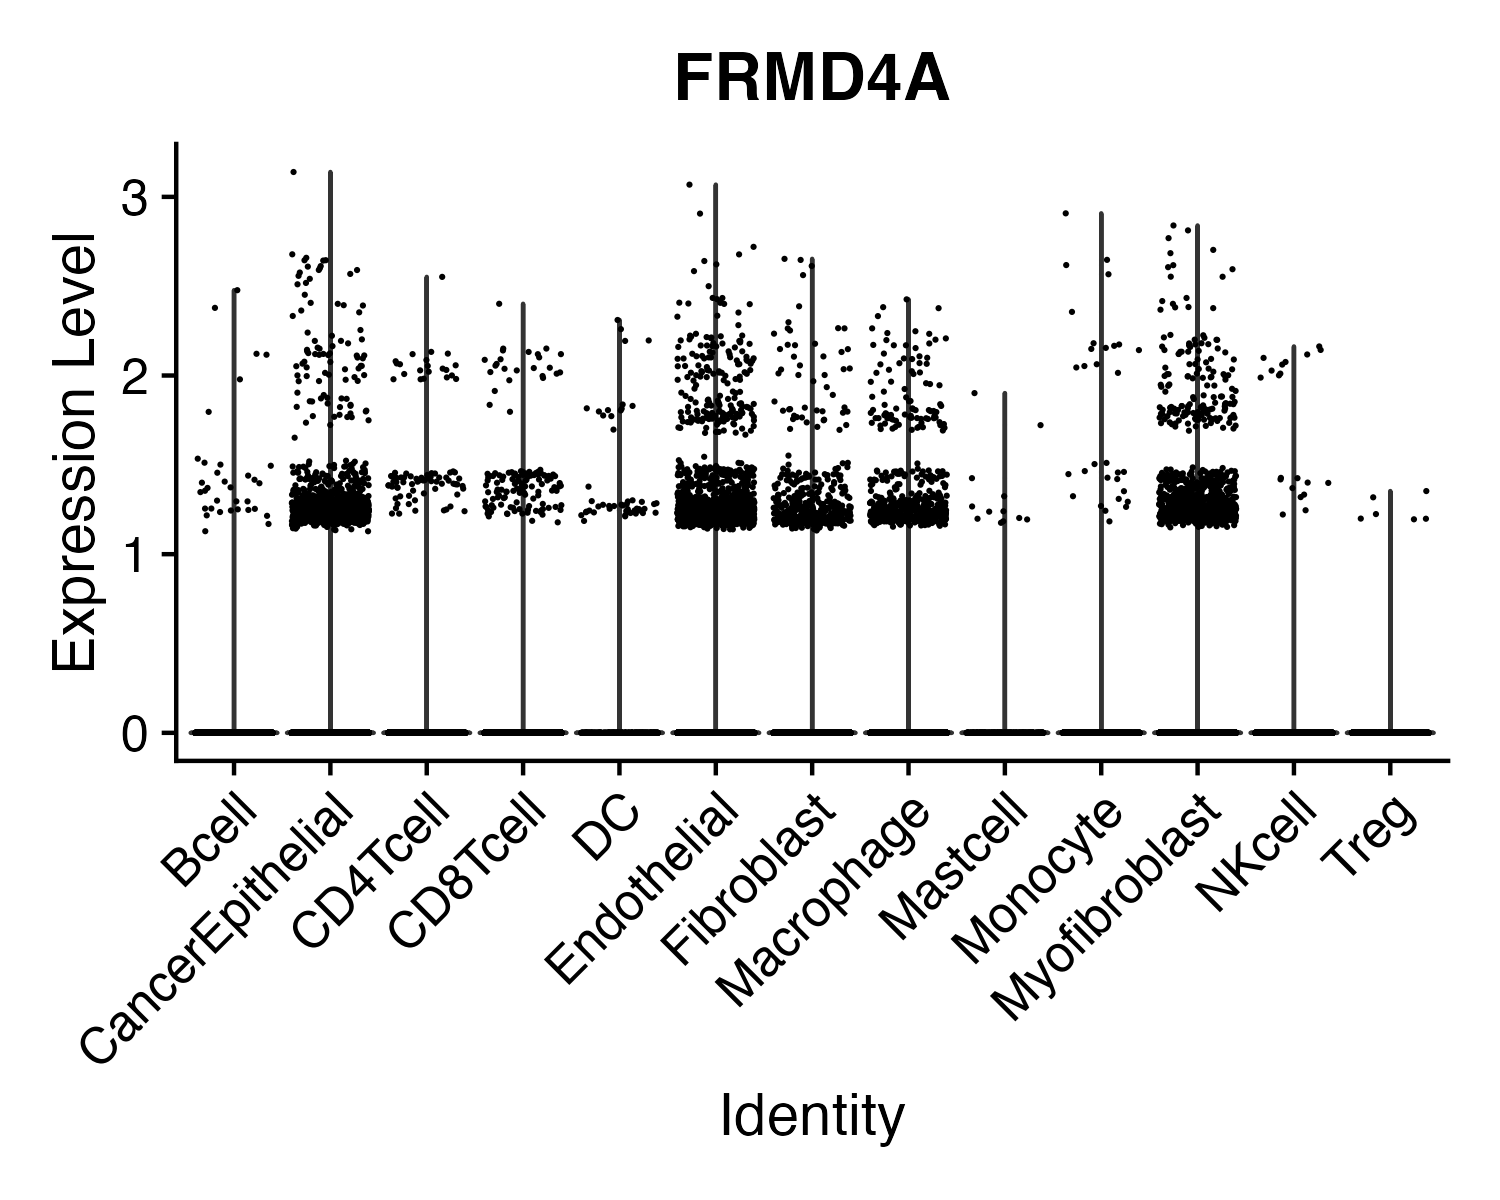 FRMD4A
Expression Level
3
2
1
0
Bcell
CancerEpithelial
CD4Tcell
CD8Tcell
DC
Endothelial
Fibroblast
Macrophage
Mastcell
Monocyte
Myofibroblast
NKcell
Treg
Identity